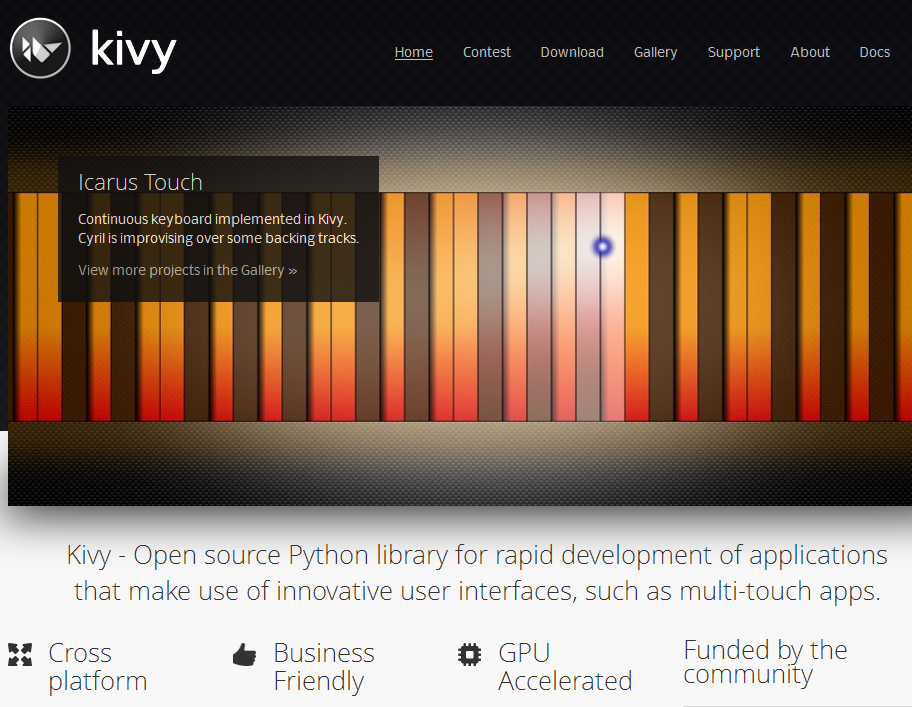 kivy
Home Contest Download Gallery Support About Docs
Icarus Touch
Continuous keyboard implemented in Kivy.
Cyril is improvising over some backing tracks.
View more projects in the Gallery »
Kivy - Open source Python library for rapid development of applications
that make use of innovative user interfaces, such as multi-touch apps.
Cross
platform
Business
Friendly
GPU
Accelerated
Funded by the
community